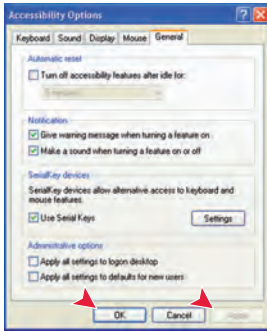 Accessibility Options
Keyboard Sound Display Mouse General
Automatic reset
Turn off accessibility features after idle for:
Notification
Give warning message when turning a feature on
Make a sound when turning a feature on or off
SerialKey devices
SerialKey devices allow alternative access to keyboard and
mouse features.
Use Serial Keys Settings
Administrative options
Apply all settings to logon desktop
Apply all settings to defaults for new users
OK Cancel Apply